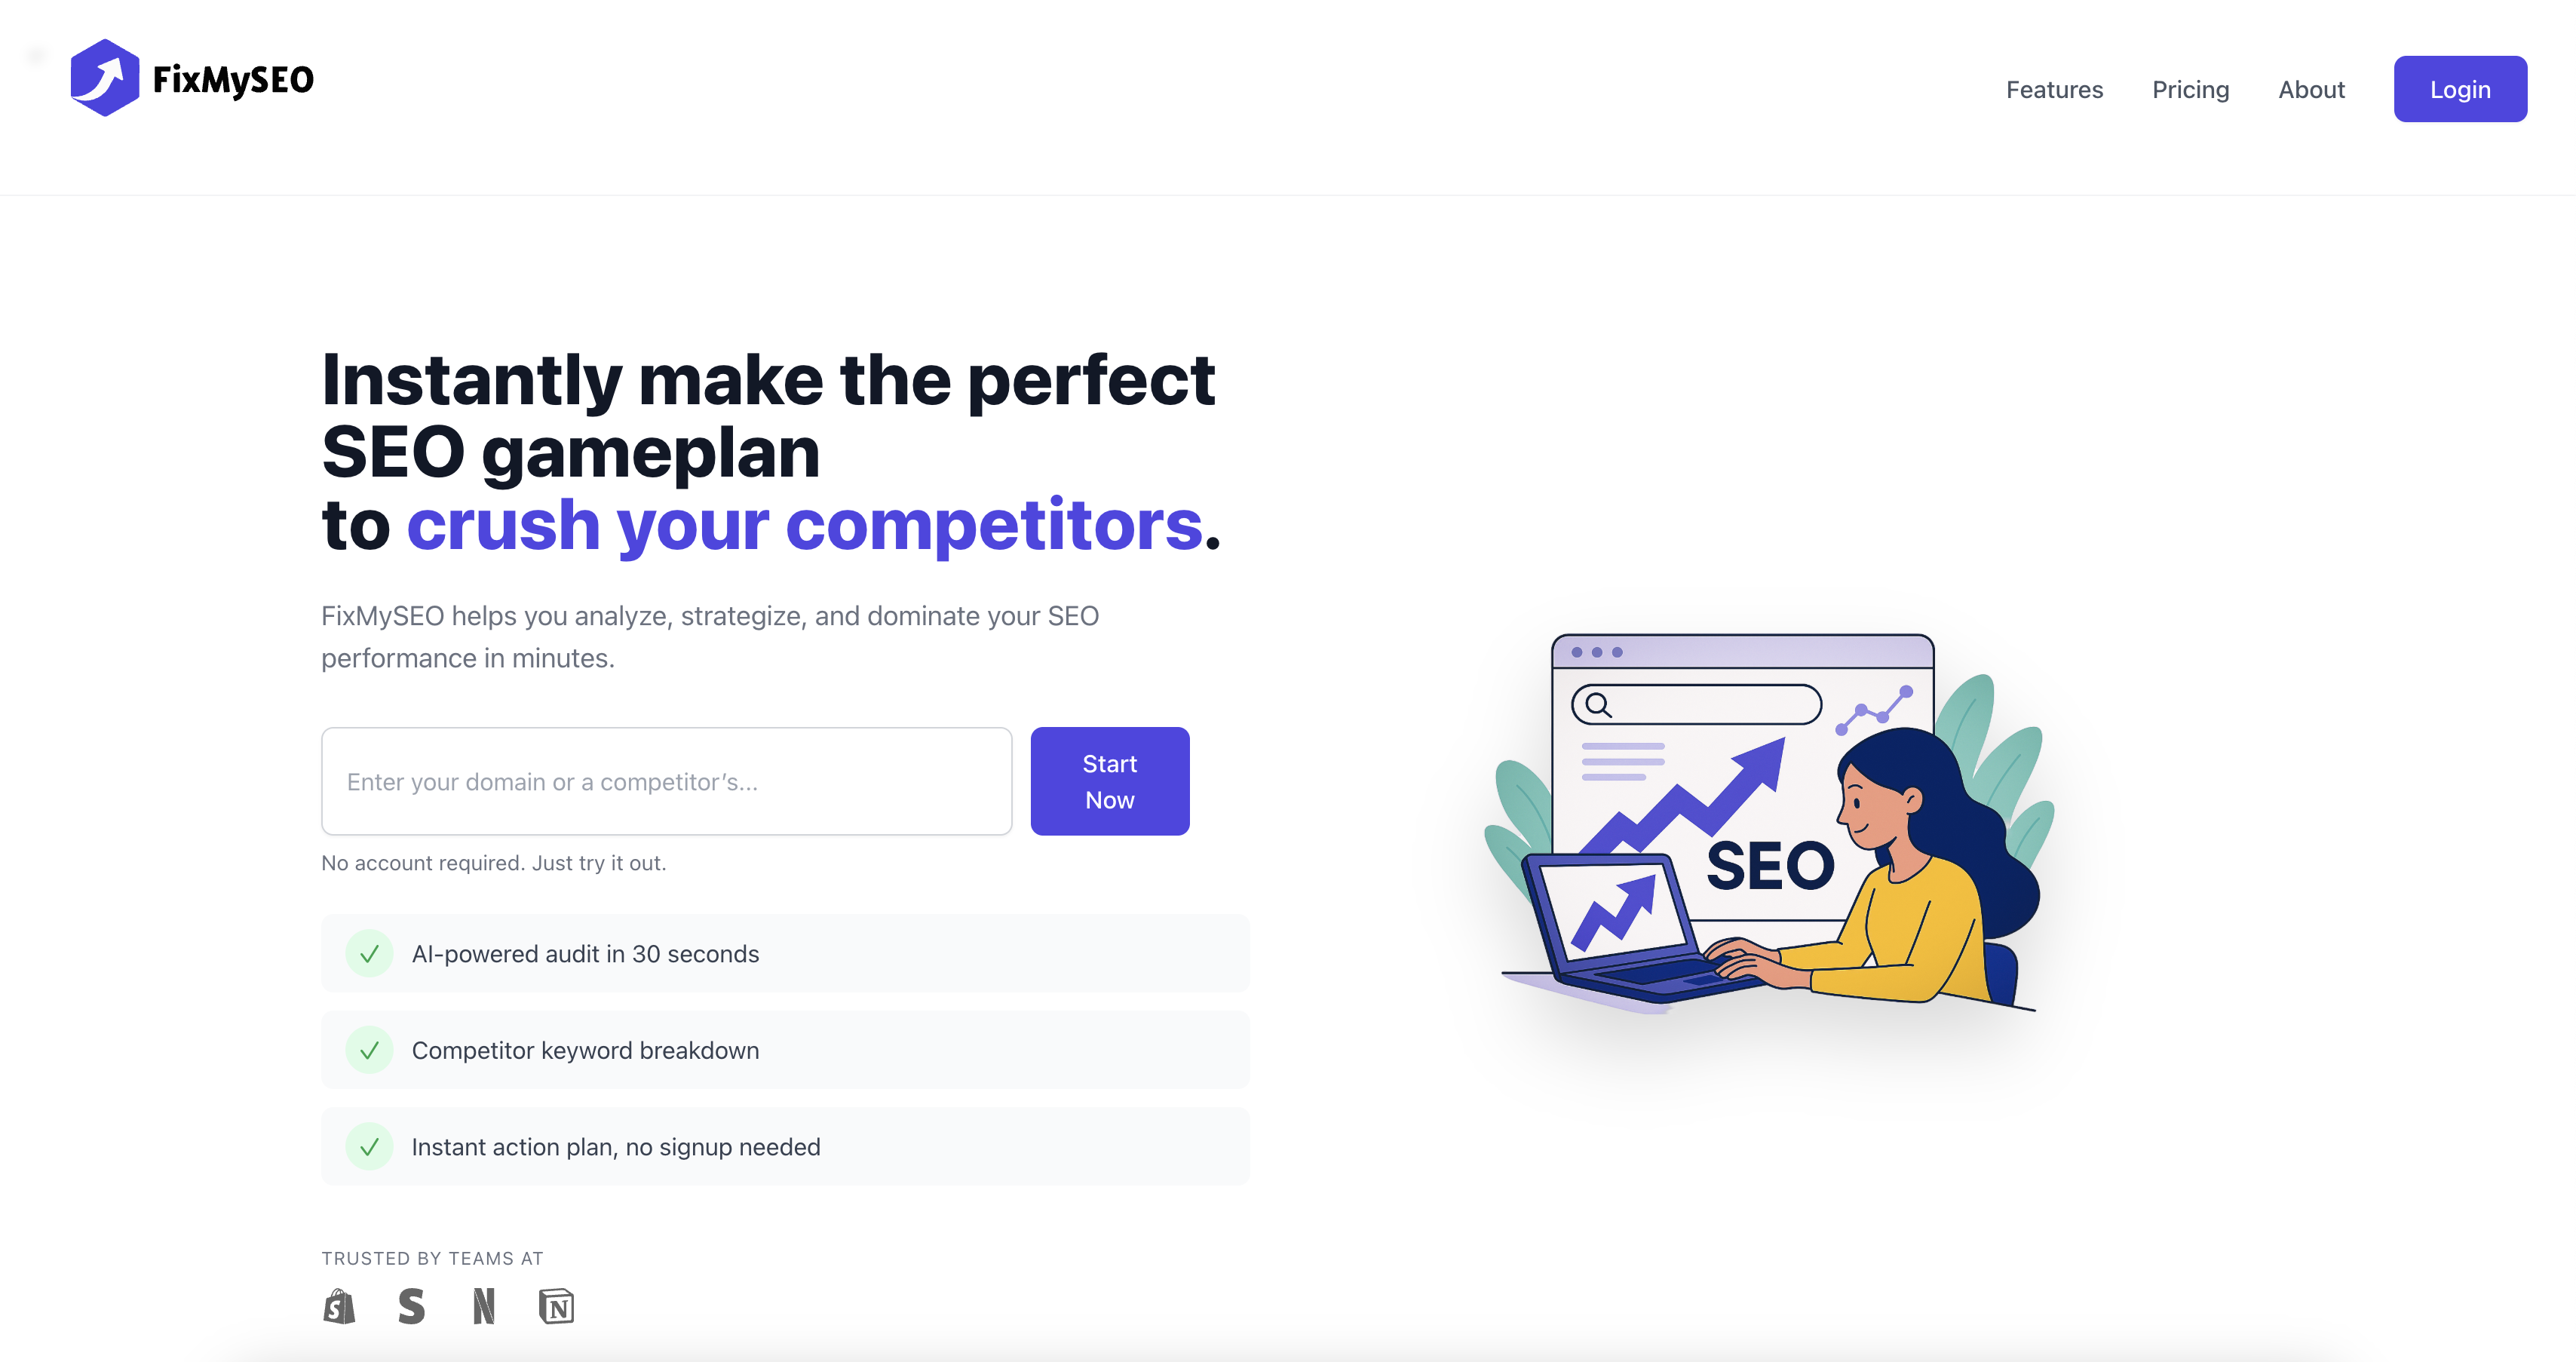 FixMySEO
Features
Pricing
About
Login
Instantly make the perfect
SEO gameplan
to crush your competitors.
FixMySEO helps you analyze, strategize, and dominate your SEO
performance in minutes.
Enter your domain or a competitor’s...
Start
Now
No account required. Just try it out.
AI-powered audit in 30 seconds
Competitor keyword breakdown
Instant action plan, no signup needed
SEO
TRUSTED BY TEAMS AT
S
S
N
N